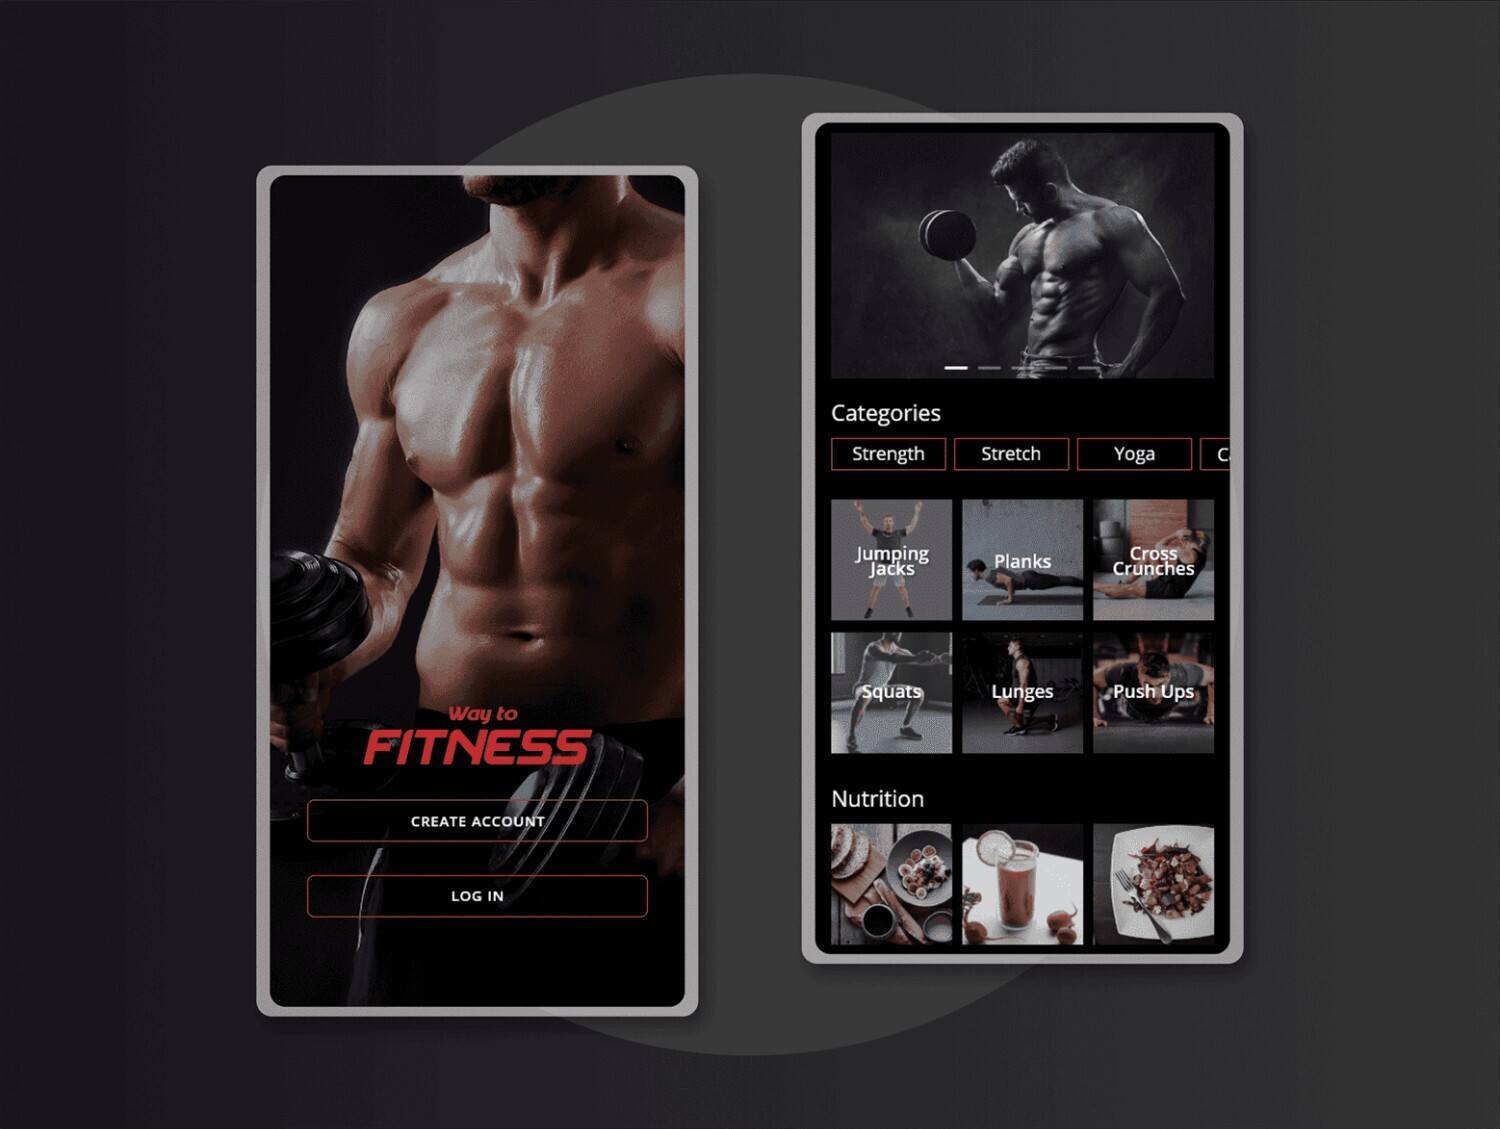 Way to
FITNESS
CREATE ACCOUNT
LOG IN
Categories
Strength
Stretch
Yoga
Jumping
Jacks
Planks
Cross
Crunches
Squats
Lunges
Push Ups
Nutrition